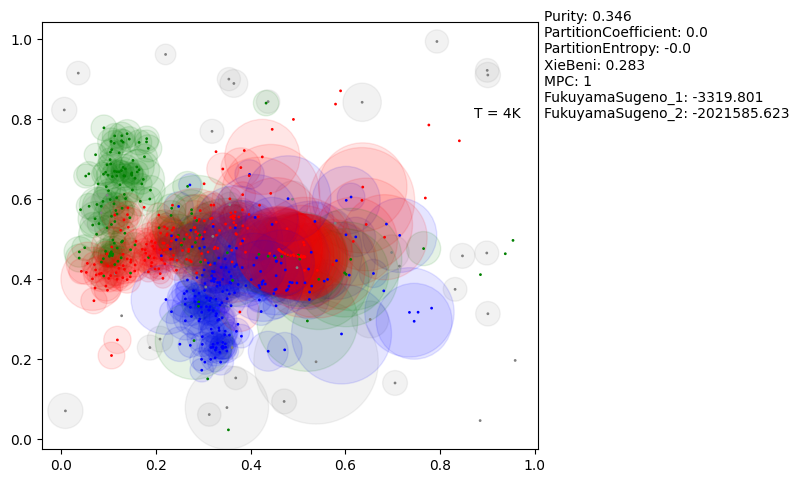 Purity: 0.346
PartitionCoefficient: 0.0
PartitionEntropy: -0.0
XieBeni: 0.283
MPC: 1
FukuyamaSugeno_1: -3319.801
FukuyamaSugeno_2: -2021585.623
T = 4K
1.0
0.8
0.6
0.4
0.2
0.0
0.0 0.2 0.4 0.6 0.8 1.0